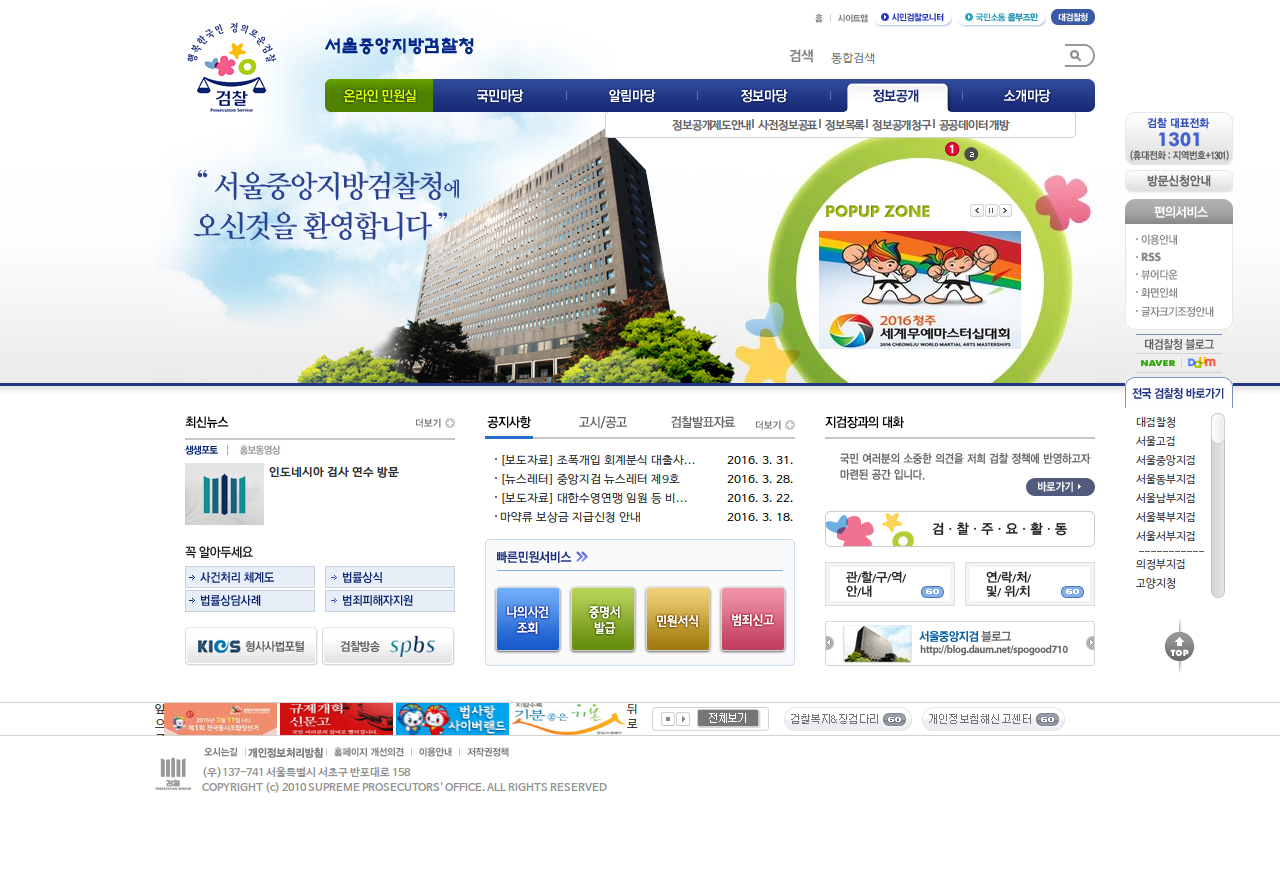 홈 사이트맵 시민검찰모니터 국민소통 옴부즈만 대검찰청
행복한국민 정의로운검찰
검찰
Prosecution Service
서울중앙지방검찰청
검색 통합검색
온라인 민원실 국민마당 알림마당 정보마당 정보공개 소개마당
정보공개제도안내 사전정보공표 정보목록 정보공개청구 공공데이터개방
“ 서울중앙지방검찰청에
오신것을 환영합니다 ”
1 2
POPUP ZONE
2016 청주
세계무예마스터십대회
2016 CHEONGJU WORLD MARTIAL ARTS MASTERSHIPS
검찰 대표전화
1301
(휴대전화 : 지역번호+1301)
방문신청안내
편의서비스
· 이용안내
· RSS
· 뷰어다운
· 화면인쇄
· 글자크기조정안내
대검찰청 블로그
NAVER Daum
전국 검찰청 바로가기
대검찰청
서울고검
서울중앙지검
서울동부지검
서울남부지검
서울북부지검
서울서부지검
------------
의정부지검
고양지청
TOP
최신뉴스 더보기
생생포토 홍보동영상
인도네시아 검사 연수 방문
꼭 알아두세요
사건처리 체계도 법률상식
법률상담사례 범죄피해자지원
KICS 형사사법포털 검찰방송 spbs
공지사항 고시/공고 검찰발표자료 더보기
· [보도자료] 조폭개입 회계분식 대출사... 2016. 3. 31.
· [뉴스레터] 중앙지검 뉴스레터 제9호 2016. 3. 28.
· [보도자료] 대한수영연맹 임원 등 비... 2016. 3. 22.
· 마약류 보상금 지급신청 안내 2016. 3. 18.
빠른민원서비스
나의사건 조회
증명서 발급
민원서식
범죄신고
지검장과의 대화
국민 여러분의 소중한 의견을 저희 검찰 정책에 반영하고자
마련된 공간 입니다.
바로가기
검·찰·주·요·활·동
관/할/구/역/
안/내 GO
연/락/처/
및/ 위/치 GO
서울중앙지검 블로그
http://blog.daum.net/spogood710
앞
으
2015년 3월 11일 (수)
제1회 전국동시조합장선거
규제개혁
신문고
법사랑
사이버랜드
기분좋은 기본
뒤
로
전체보기
검찰복지&징검다리 GO
개인정보침해신고센터 GO
오시는길 개인정보처리방침 홈페이지 개선의견 이용안내 저작권정책
검찰
PROSECUTION SERVICE
(우)137-741 서울특별시 서초구 반포대로 158
COPYRIGHT (c) 2010 SUPREME PROSECUTORS' OFFICE. ALL RIGHTS RESERVED